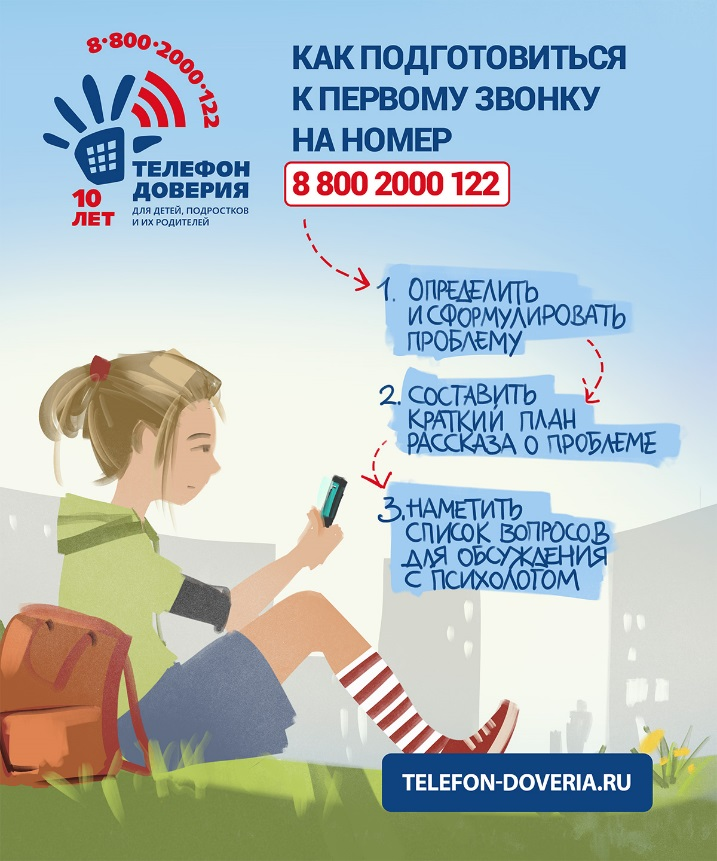 8·800·2000·122
ТЕЛЕФОН
ДОВЕРИЯ
10
ЛЕТ
ДЛЯ ДЕТЕЙ, ПОДРОСТКОВ
И ИХ РОДИТЕЛЕЙ
КАК ПОДГОТОВИТЬСЯ
К ПЕРВОМУ ЗВОНКУ
НА НОМЕР
8 800 2000 122
1. ОПРЕДЕЛИТЬ
И СФОРМУЛИРОВАТЬ
ПРОБЛЕМУ
2. СОСТАВИТЬ
КРАТКИЙ ПЛАН
РАССКАЗА О ПРОБЛЕМЕ
3. НАМЕТИТЬ
СПИСОК ВОПРОСОВ
ДЛЯ ОБСУЖДЕНИЯ
С ПСИХОЛОГОМ
TELEFON-DOVERIA.RU